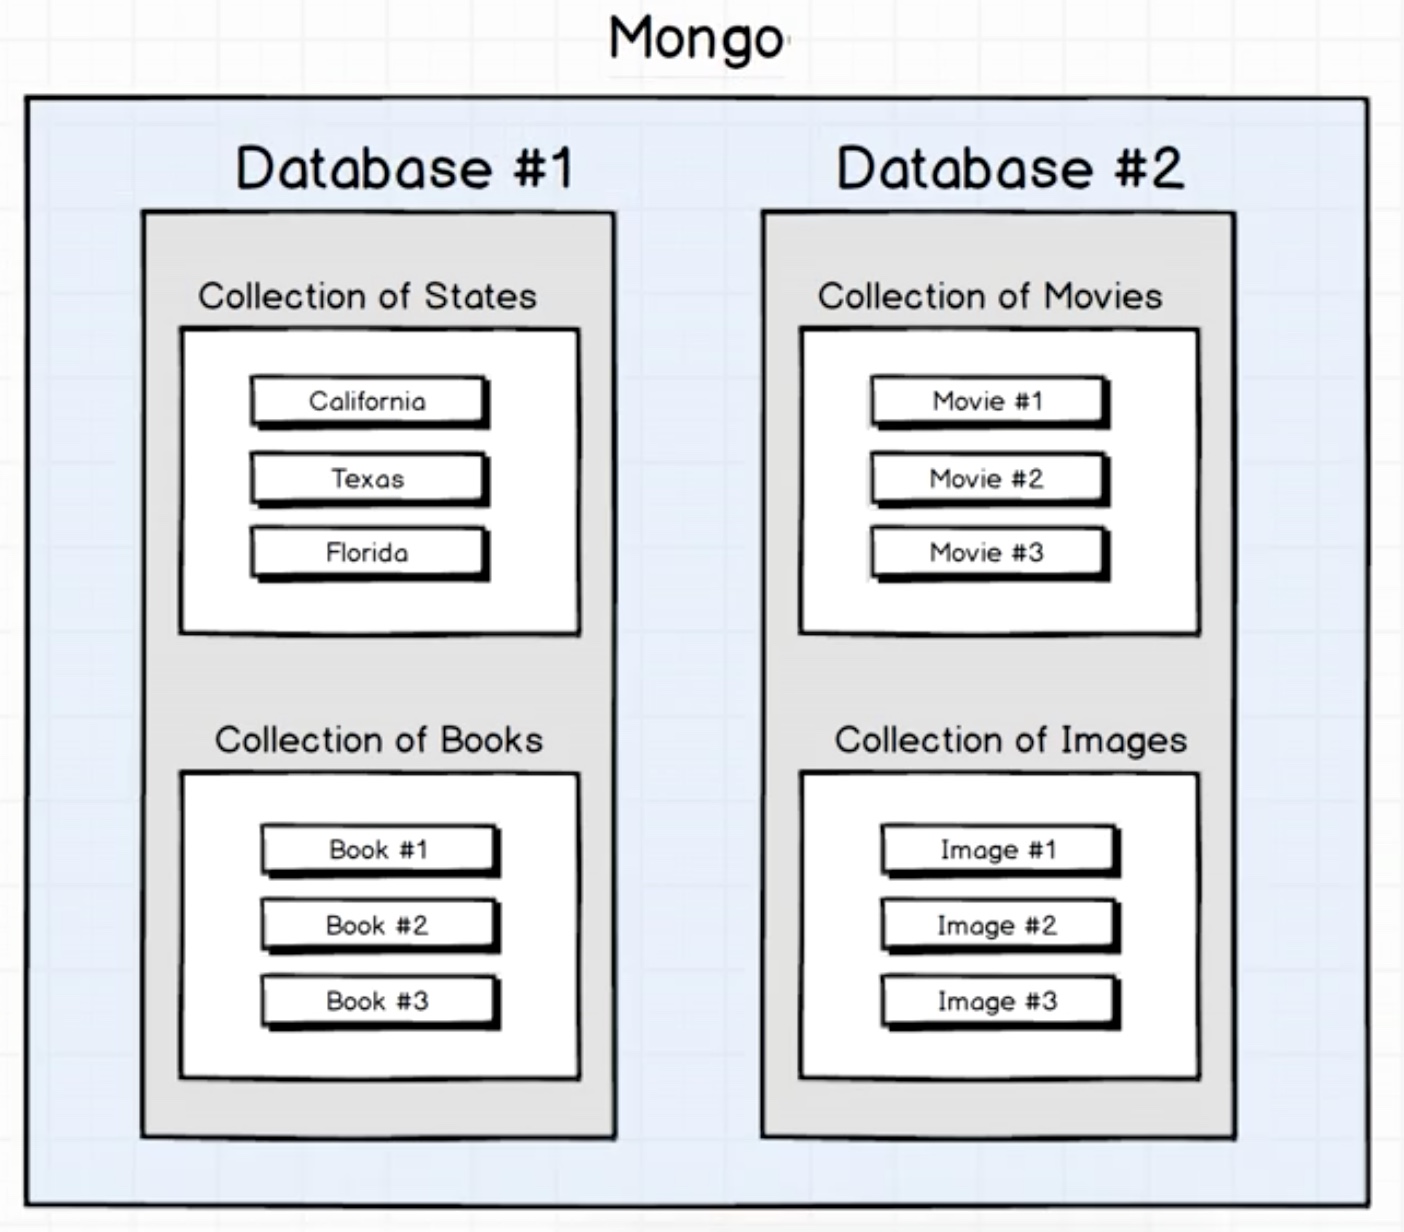 Mongo
Database #1
Collection of States
California
Texas
Florida
Collection of Books
Book #1
Book #2
Book #3
Database #2
Collection of Movies
Movie #1
Movie #2
Movie #3
Collection of Images
Image #1
Image #2
Image #3